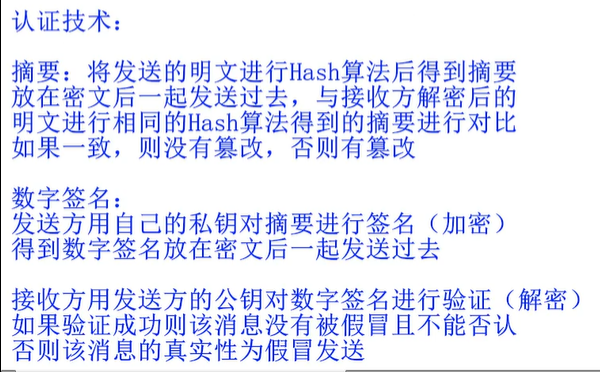 认证技术：
摘要：将发送的明文进行Hash算法后得到摘要
放在密文后一起发送过去，与接收方解密后的
明文进行相同的Hash算法得到的摘要进行对比
如果一致，则没有篡改，否则有篡改
数字签名：
发送方用自己的私钥对摘要进行签名（加密）
得到数字签名放在密文后一起发送过去
接收方用发送方的公钥对数字签名进行验证（解密）
如果验证成功则该消息没有被假冒且不能否认
否则该消息的真实性为假冒发送